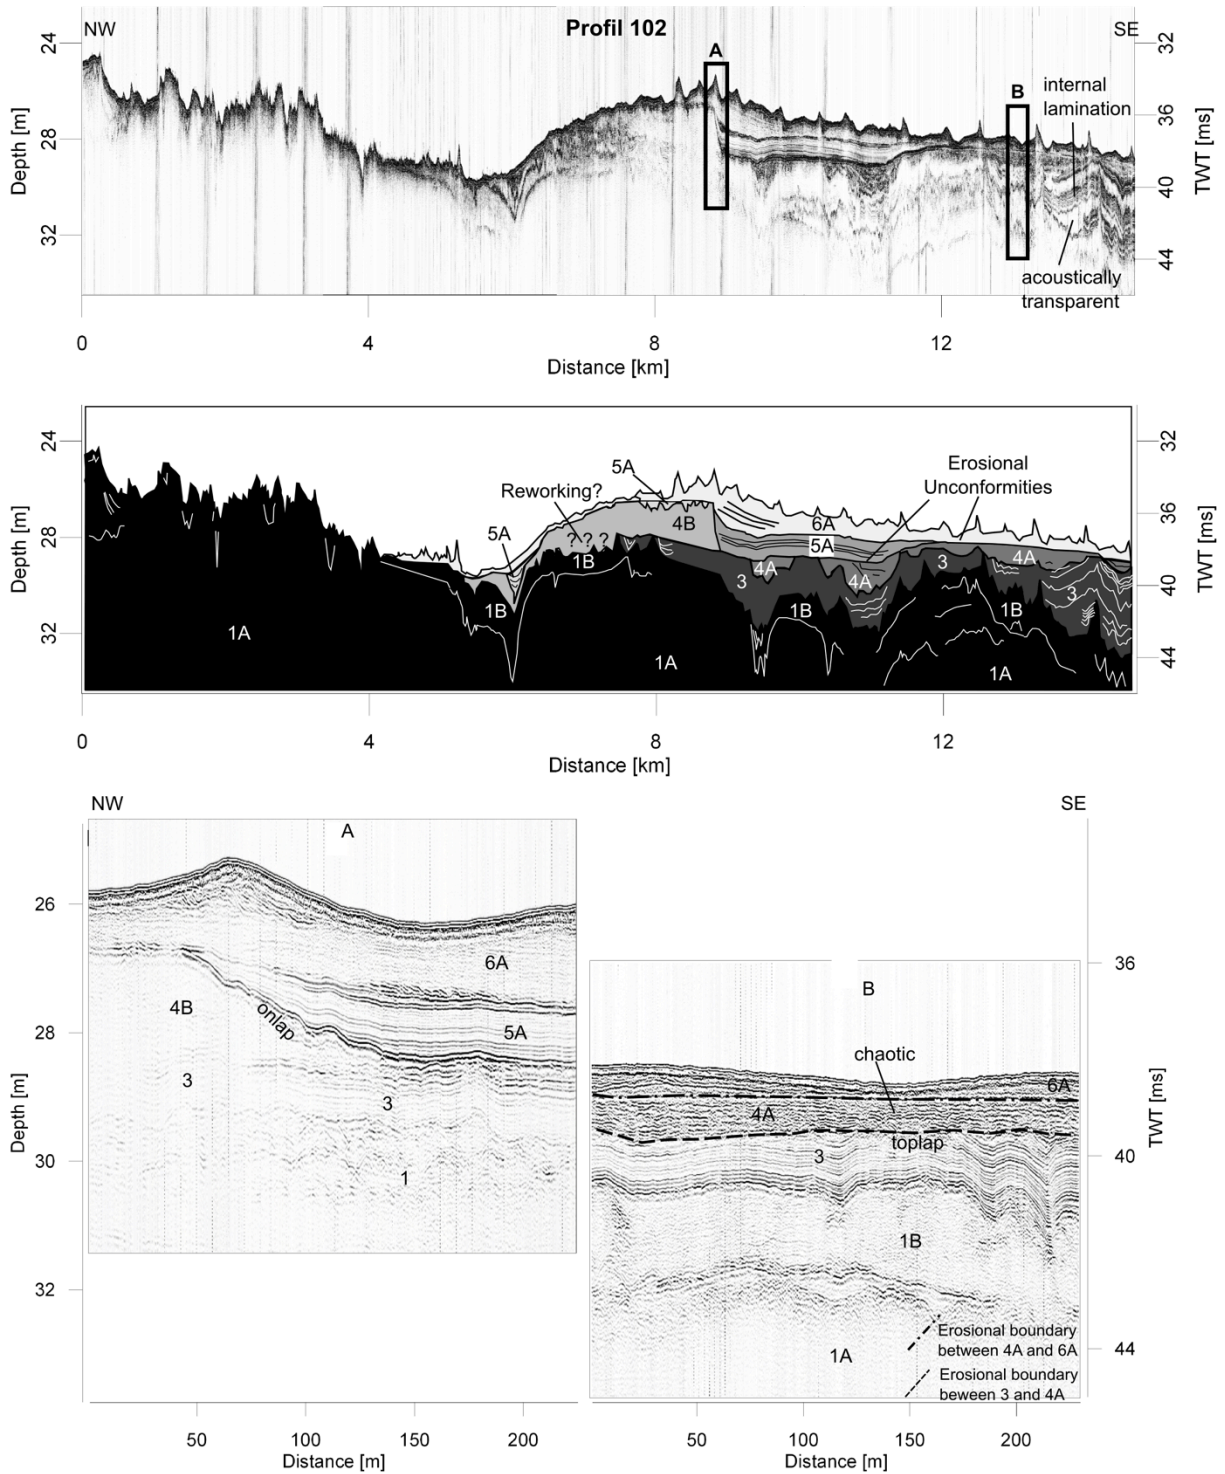 Profil 102
NW
SE
24
28
32
Depth [m]
32
36
40
44
TWT [ms]
A
B
internal
lamination
acoustically
transparent
0
4
8
12
Distance [km]
24
28
32
Depth [m]
32
36
40
44
TWT [ms]
5A
Reworking?
Erosional
Unconformities
5A
? ? ?
4B
6A
5A
4A
4A
4A
3
3
3
1B
1B
1B
1B
1A
1A
1A
0
4
8
12
Distance [km]
NW
SE
A
26
28
30
32
Depth [m]
6A
4B
onlap
5A
3
3
1
50
100
150
200
Distance [m]
B
36
40
44
TWT [ms]
chaotic
6A
4A
toplap
3
1B
1A
Erosional boundary
between 4A and 6A
Erosional boundary
beween 3 and 4A
50
100
150
200
Distance [m]